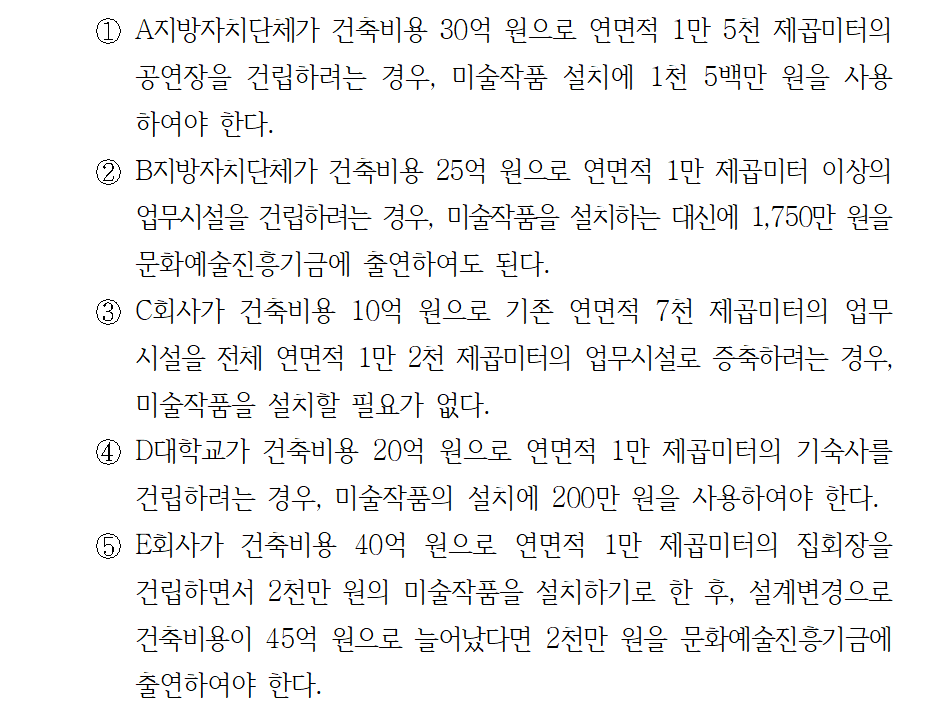 ① A지방자치단체가 건축비용 30억 원으로 연면적 1만 5천 제곱미터의
공연장을 건립하려는 경우, 미술작품 설치에 1천 5백만 원을 사용
하여야 한다.
② B지방자치단체가 건축비용 25억 원으로 연면적 1만 제곱미터 이상의
업무시설을 건립하려는 경우, 미술작품을 설치하는 대신에 1,750만 원을
문화예술진흥기금에 출연하여도 된다.
③ C회사가 건축비용 10억 원으로 기존 연면적 7천 제곱미터의 업무
시설을 전체 연면적 1만 2천 제곱미터의 업무시설로 증축하려는 경우,
미술작품을 설치할 필요가 없다.
④ D대학교가 건축비용 20억 원으로 연면적 1만 제곱미터의 기숙사를
건립하려는 경우, 미술작품의 설치에 200만 원을 사용하여야 한다.
⑤ E회사가 건축비용 40억 원으로 연면적 1만 제곱미터의 집회장을
건립하면서 2천만 원의 미술작품을 설치하기로 한 후, 설계변경으로
건축비용이 45억 원으로 늘어났다면 2천만 원을 문화예술진흥기금에
출연하여야 한다.